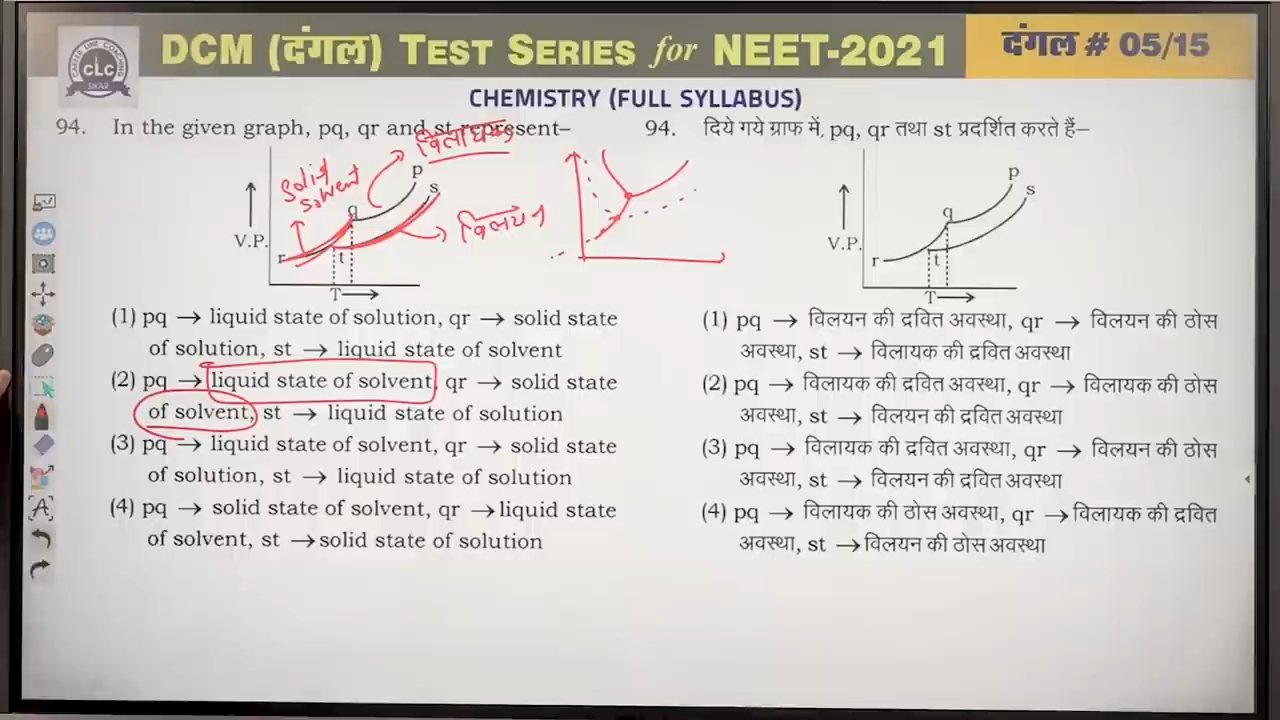 DCM (दंगल) TEST SERIES for NEET-2021
दंगल # 05/15
CLC
CHEMISTRY (FULL SYLLABUS)
94. In the given graph, pq, qr and st represent–
विलायक
Solid
solvent
विलयन
p
s
q
r
t
V.P.
T
(1) pq → liquid state of solution, qr → solid state
of solution, st → liquid state of solvent
(2) pq → liquid state of solvent, qr → solid state
of solvent, st → liquid state of solution
(3) pq → liquid state of solvent, qr → solid state
of solution, st → liquid state of solution
(4) pq → solid state of solvent, qr →liquid state
of solvent, st →solid state of solution
94. दिये गये ग्राफ में, pq, qr तथा st प्रदर्शित करते हैं–
p
s
q
r
t
V.P.
T
(1) pq → विलयन की द्रवित अवस्था, qr → विलयन की ठोस
अवस्था, st → विलायक की द्रवित अवस्था
(2) pq → विलायक की द्रवित अवस्था, qr → विलायक की ठोस
अवस्था, st → विलयन की द्रवित अवस्था
(3) pq → विलायक की द्रवित अवस्था, qr → विलयन की ठोस
अवस्था, st → विलयन की द्रवित अवस्था
(4) pq → विलायक की ठोस अवस्था, qr →विलायक की द्रवित
अवस्था, st →विलयन की ठोस अवस्था